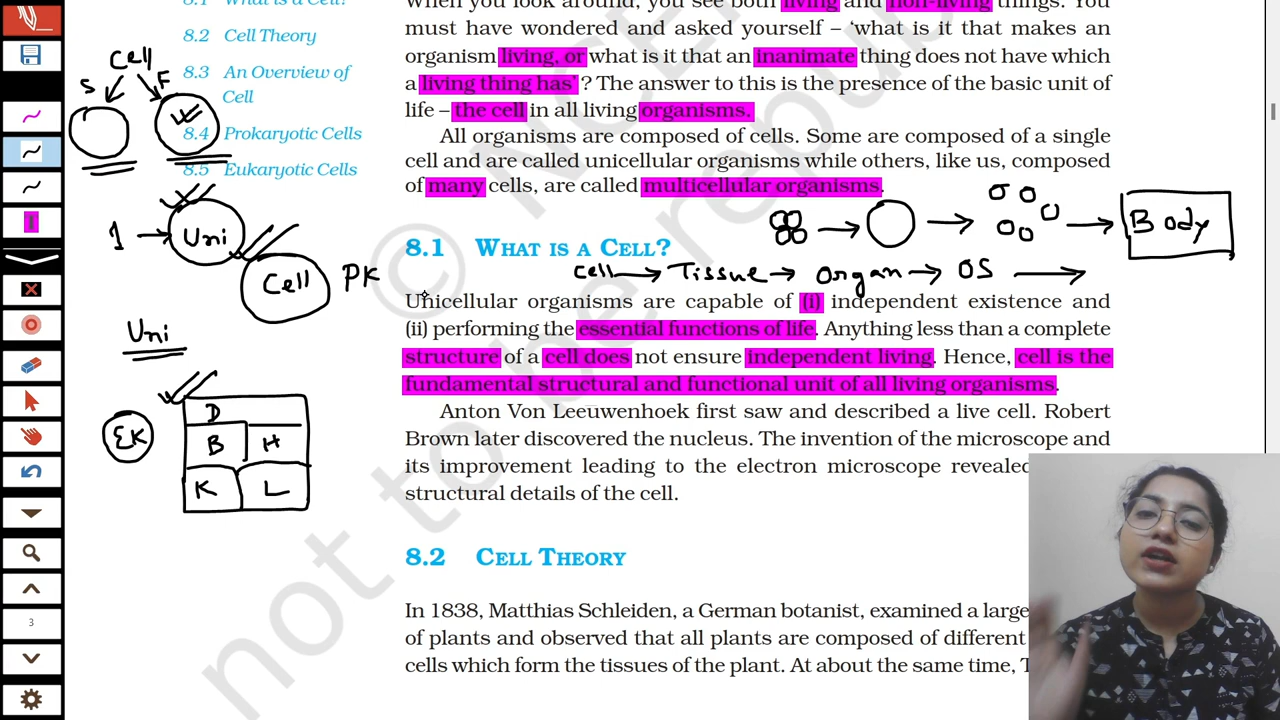 8.1 What is a Cell?
8.2 Cell Theory
8.3 An Overview of
Cell
8.4 Prokaryotic Cells
8.5 Eukaryotic Cells
When you look around, you see both living and non-living things. You
must have wondered and asked yourself – ‘what is it that makes an
organism living, or what is it that an inanimate thing does not have which
a living thing has’ ? The answer to this is the presence of the basic unit of
life – the cell in all living organisms.
All organisms are composed of cells. Some are composed of a single
cell and are called unicellular organisms while others, like us, composed
of many cells, are called multicellular organisms.
8.1 WHAT IS A CELL?
Unicellular organisms are capable of (i) independent existence and
(ii) performing the essential functions of life. Anything less than a complete
structure of a cell does not ensure independent living. Hence, cell is the
fundamental structural and functional unit of all living organisms.
Anton Von Leeuwenhoek first saw and described a live cell. Robert
Brown later discovered the nucleus. The invention of the microscope and
its improvement leading to the electron microscope revealed
structural details of the cell.
8.2 CELL THEORY
In 1838, Matthias Schleiden, a German botanist, examined a large
of plants and observed that all plants are composed of different
cells which form the tissues of the plant. At about the same time, T
Cell
S F
1 Uni
Cell PK
Uni
EK
D
B H
K L
Body
Cell Tissue Organ OS
© NCE
not to be repub
3